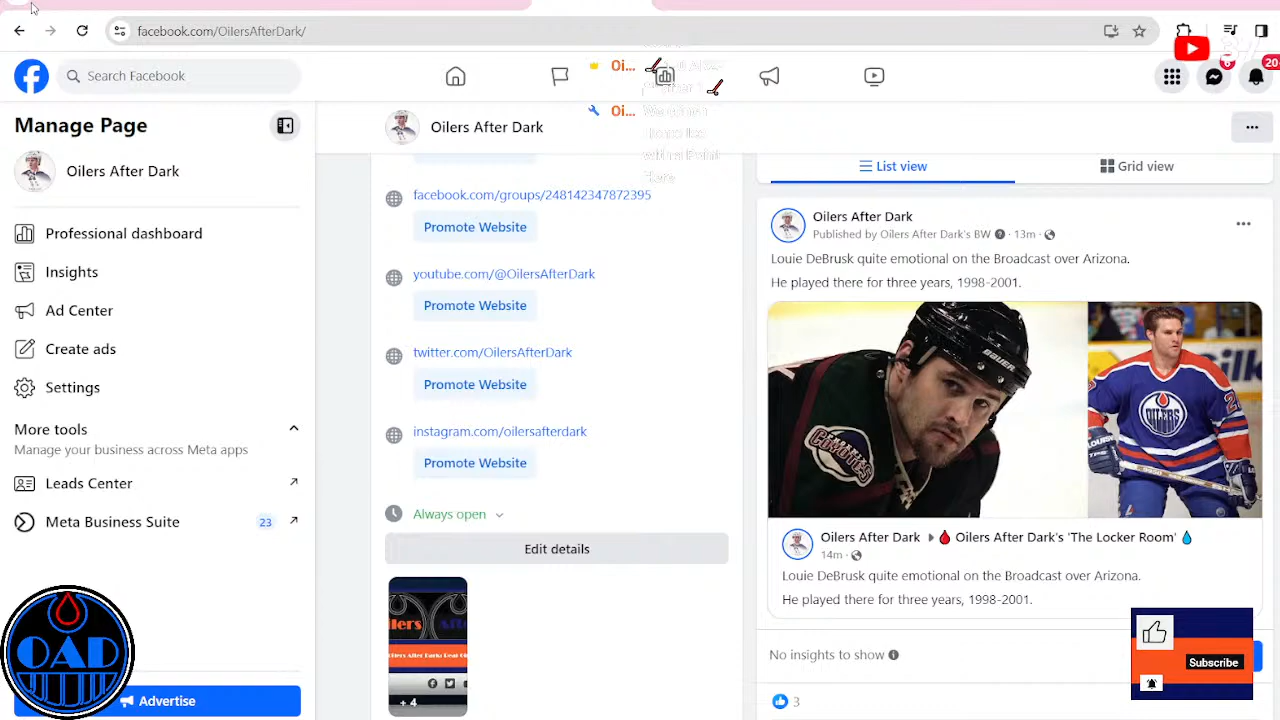 facebook.com/OilersAfterDark/
Search Facebook
Oi...
Oi...
6
20+
Manage Page
Oilers After Dark
Professional dashboard
Insights
Ad Center
Create ads
Settings
More tools
Manage your business across Meta apps
Leads Center
Meta Business Suite
23
Advertise
OAD
Oilers After Dark
facebook.com/groups/248142347872395
Promote Website
youtube.com/@OilersAfterDark
Promote Website
twitter.com/OilersAfterDark
Promote Website
instagram.com/oilersafterdark
Promote Website
Always open
Edit details
+ 4
List view
Grid view
Oilers After Dark
Published by Oilers After Dark's BW · 13m ·
Louie DeBrusk quite emotional on the Broadcast over Arizona.
He played there for three years, 1998-2001.
BAUER
COYOTES
OILERS
Oilers After Dark ▸ Oilers After Dark's 'The Locker Room'
14m ·
Louie DeBrusk quite emotional on the Broadcast over Arizona.
He played there for three years, 1998-2001.
No insights to show
Subscribe
3